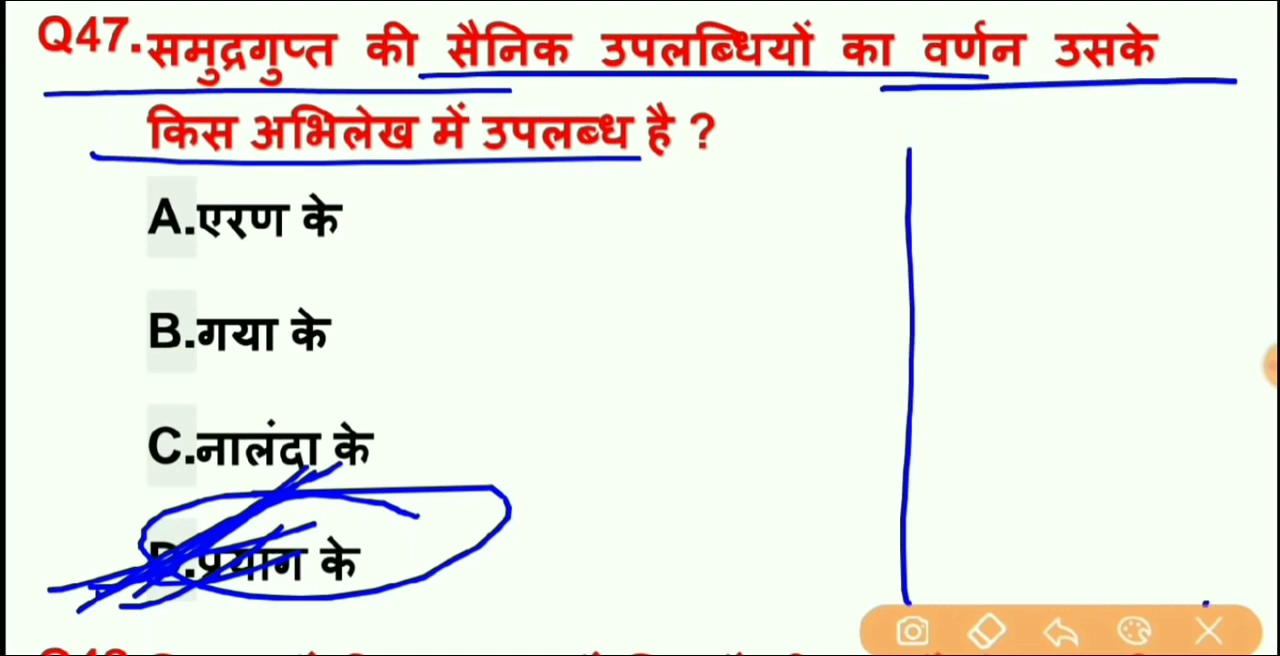 Q47. समुद्रगुप्त की सैनिक उपलब्धियों का वर्णन उसके
किस अभिलेख में उपलब्ध है ?
A.एरण के
B.गया के
C.नालंदा के
D.प्रयाग के